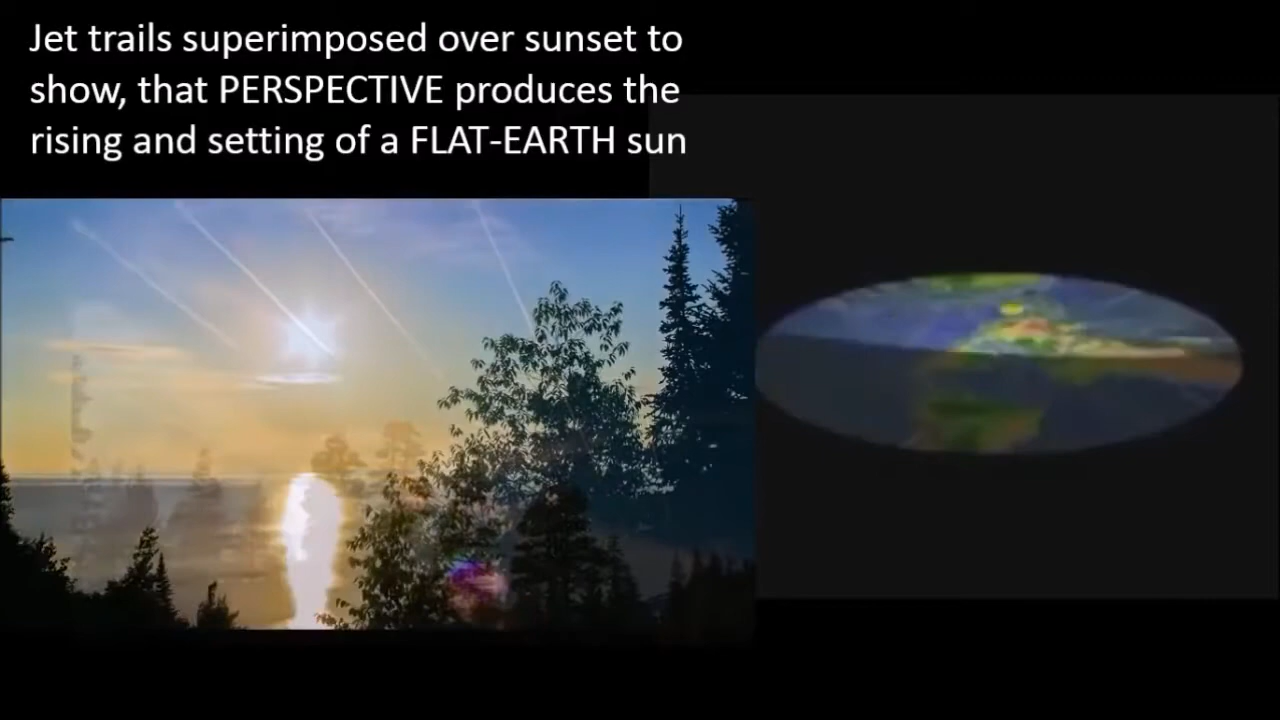 Jet trails superimposed over sunset to
show, that PERSPECTIVE produces the
rising and setting of a FLAT-EARTH sun